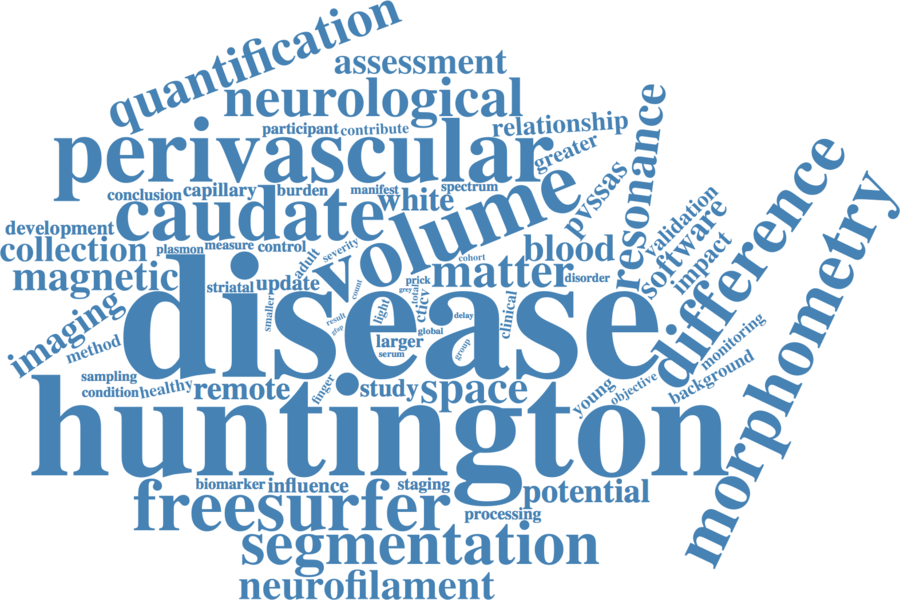 quantification
assessment
neurological
participant
contribute
relationship
perivascular
greater
resonance
conclusion
capillary
burden
manifest
spectrum
caudate
white
volume
pvssas
difference
morphometry
development
collection
plasmon
measure
control
adult
severity
blood
validation
software
impact
magnetic
striatal
update
cohort
matter
disorder
prick
count
grey
total
cticv
light
smaller
result
gfap
disease
imaging
method
larger
serum
global
delay
group
clinical
monitoring
background
sampling
condition
healthy
remote
finger
study
space
young
objective
huntington
biomarker
influence
staging
potential
freesurfer
processing
segmentation
neurofilament